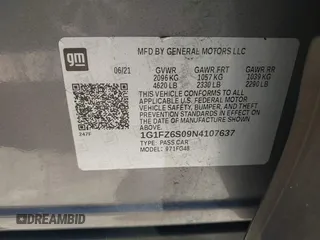 gm
MFD BY GENERAL MOTORS LLC
06/21 GVWR GAWR FRT GAWR RR
2096 KG 1057 KG 1039 KG
4620 LB 2330 LB 2290 LB
THIS VEHICLE CONFORMS TO ALL APPLICABLE
U.S. FEDERAL MOTOR VEHICLE SAFETY,
BUMPER, AND THEFT PREVENTION
STANDARDS IN EFFECT ON THE DATE OF
MANUFACTURE SHOWN ABOVE.
1G1FZ6S09N4107637
TYPE: PASS CAR
MODEL:
© AUTOBIDMASTER